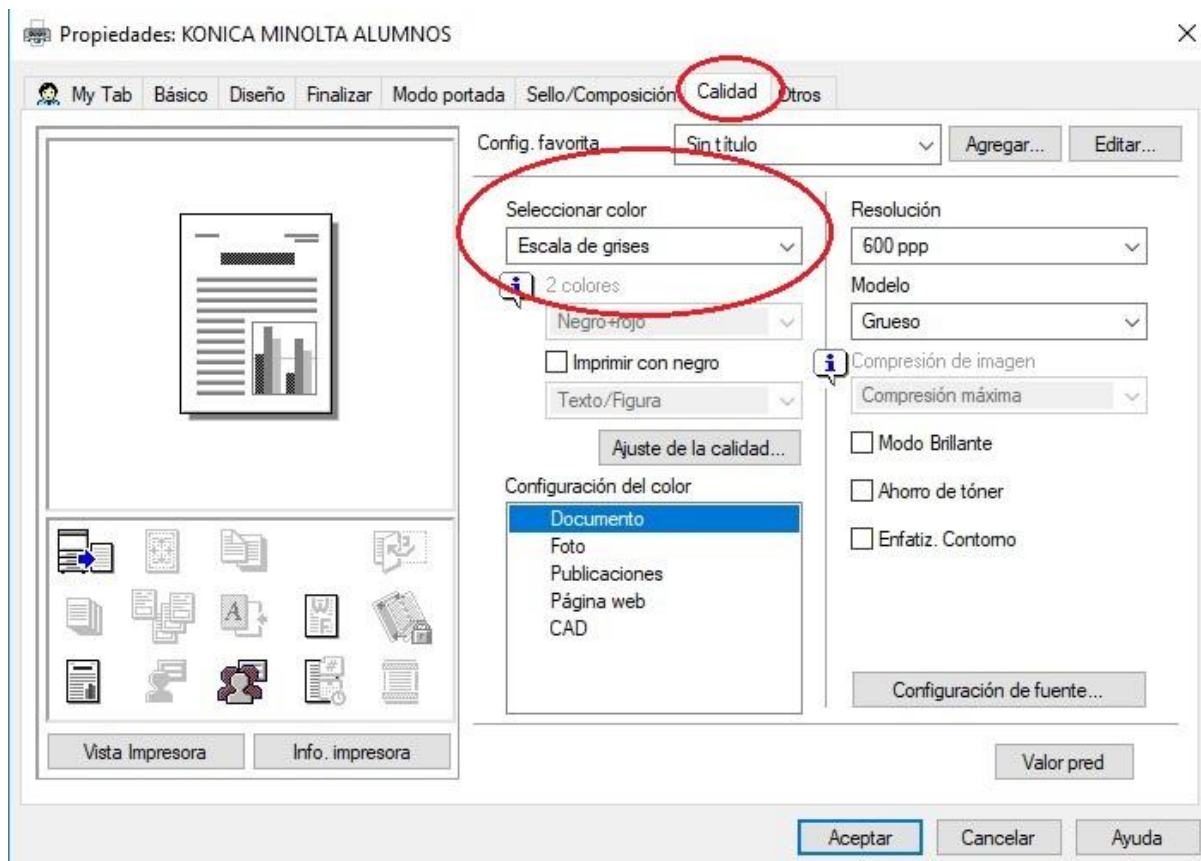 Propiedades: KONICA MINOLTA ALUMNOS
My Tab Básico Diseño Finalizar Modo portada Sello/Composición Calidad Otros
Config. favorita Sin título Agregar... Editar...
Seleccionar color
Escala de grises
2 colores
Negro+rojo
Imprimir con negro
Texto/Figura
Ajuste de la calidad...
Configuración del color
Documento
Foto
Publicaciones
Página web
CAD
Resolución
600 ppp
Modelo
Grueso
Compresión de imagen
Compresión máxima
Modo Brillante
Ahorro de tóner
Enfatiz. Contorno
Configuración de fuente...
Vista Impresora Info. impresora
Valor pred
Aceptar Cancelar Ayuda